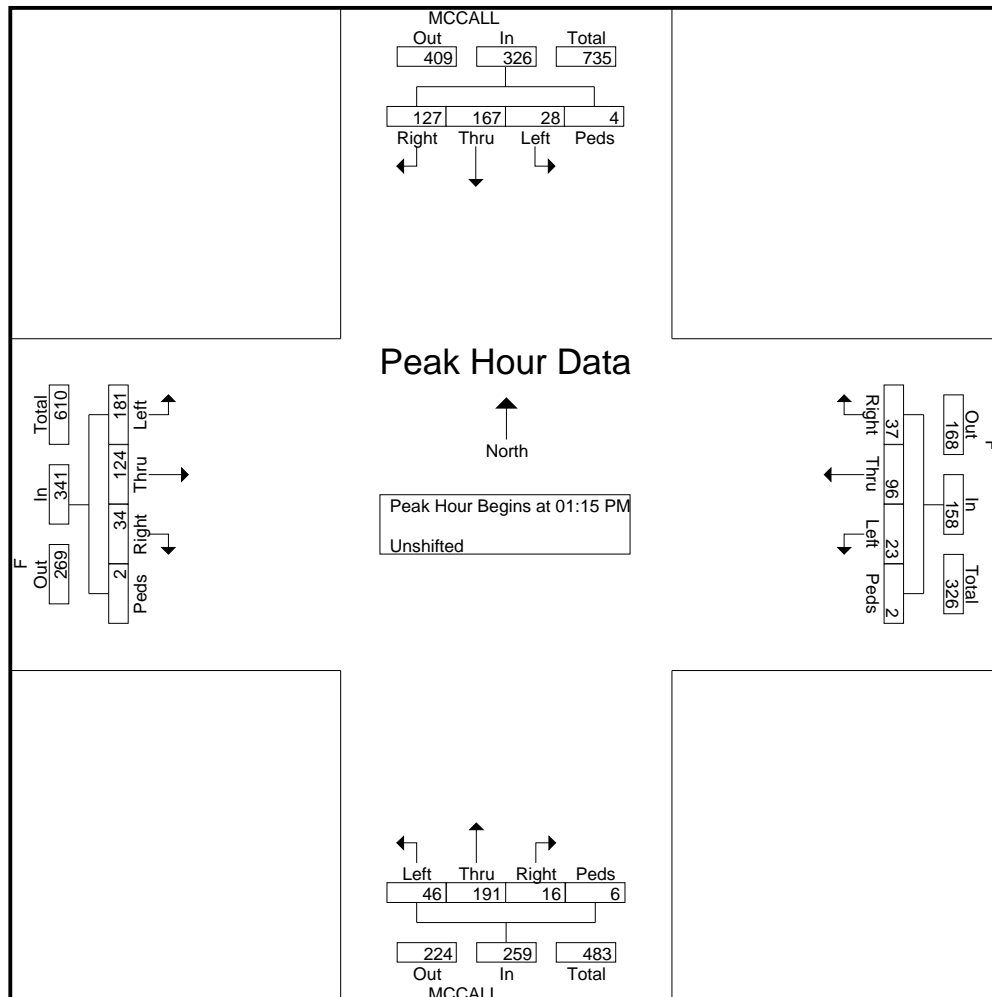 MCCALL
Out In Total
409 326 735
127 167 28 4
Right Thru Left Peds
Peak Hour Data
North
Peak Hour Begins at 01:15 PM
Unshifted
Total In Out
610 341 269
F
181 124 34 2
Left Thru Right Peds
Right Thru Left Peds
37 96 23 2
Out In Total
168 158 326
Left Thru Right Peds
46 191 16 6
224 259 483
Out In Total
MCCALL